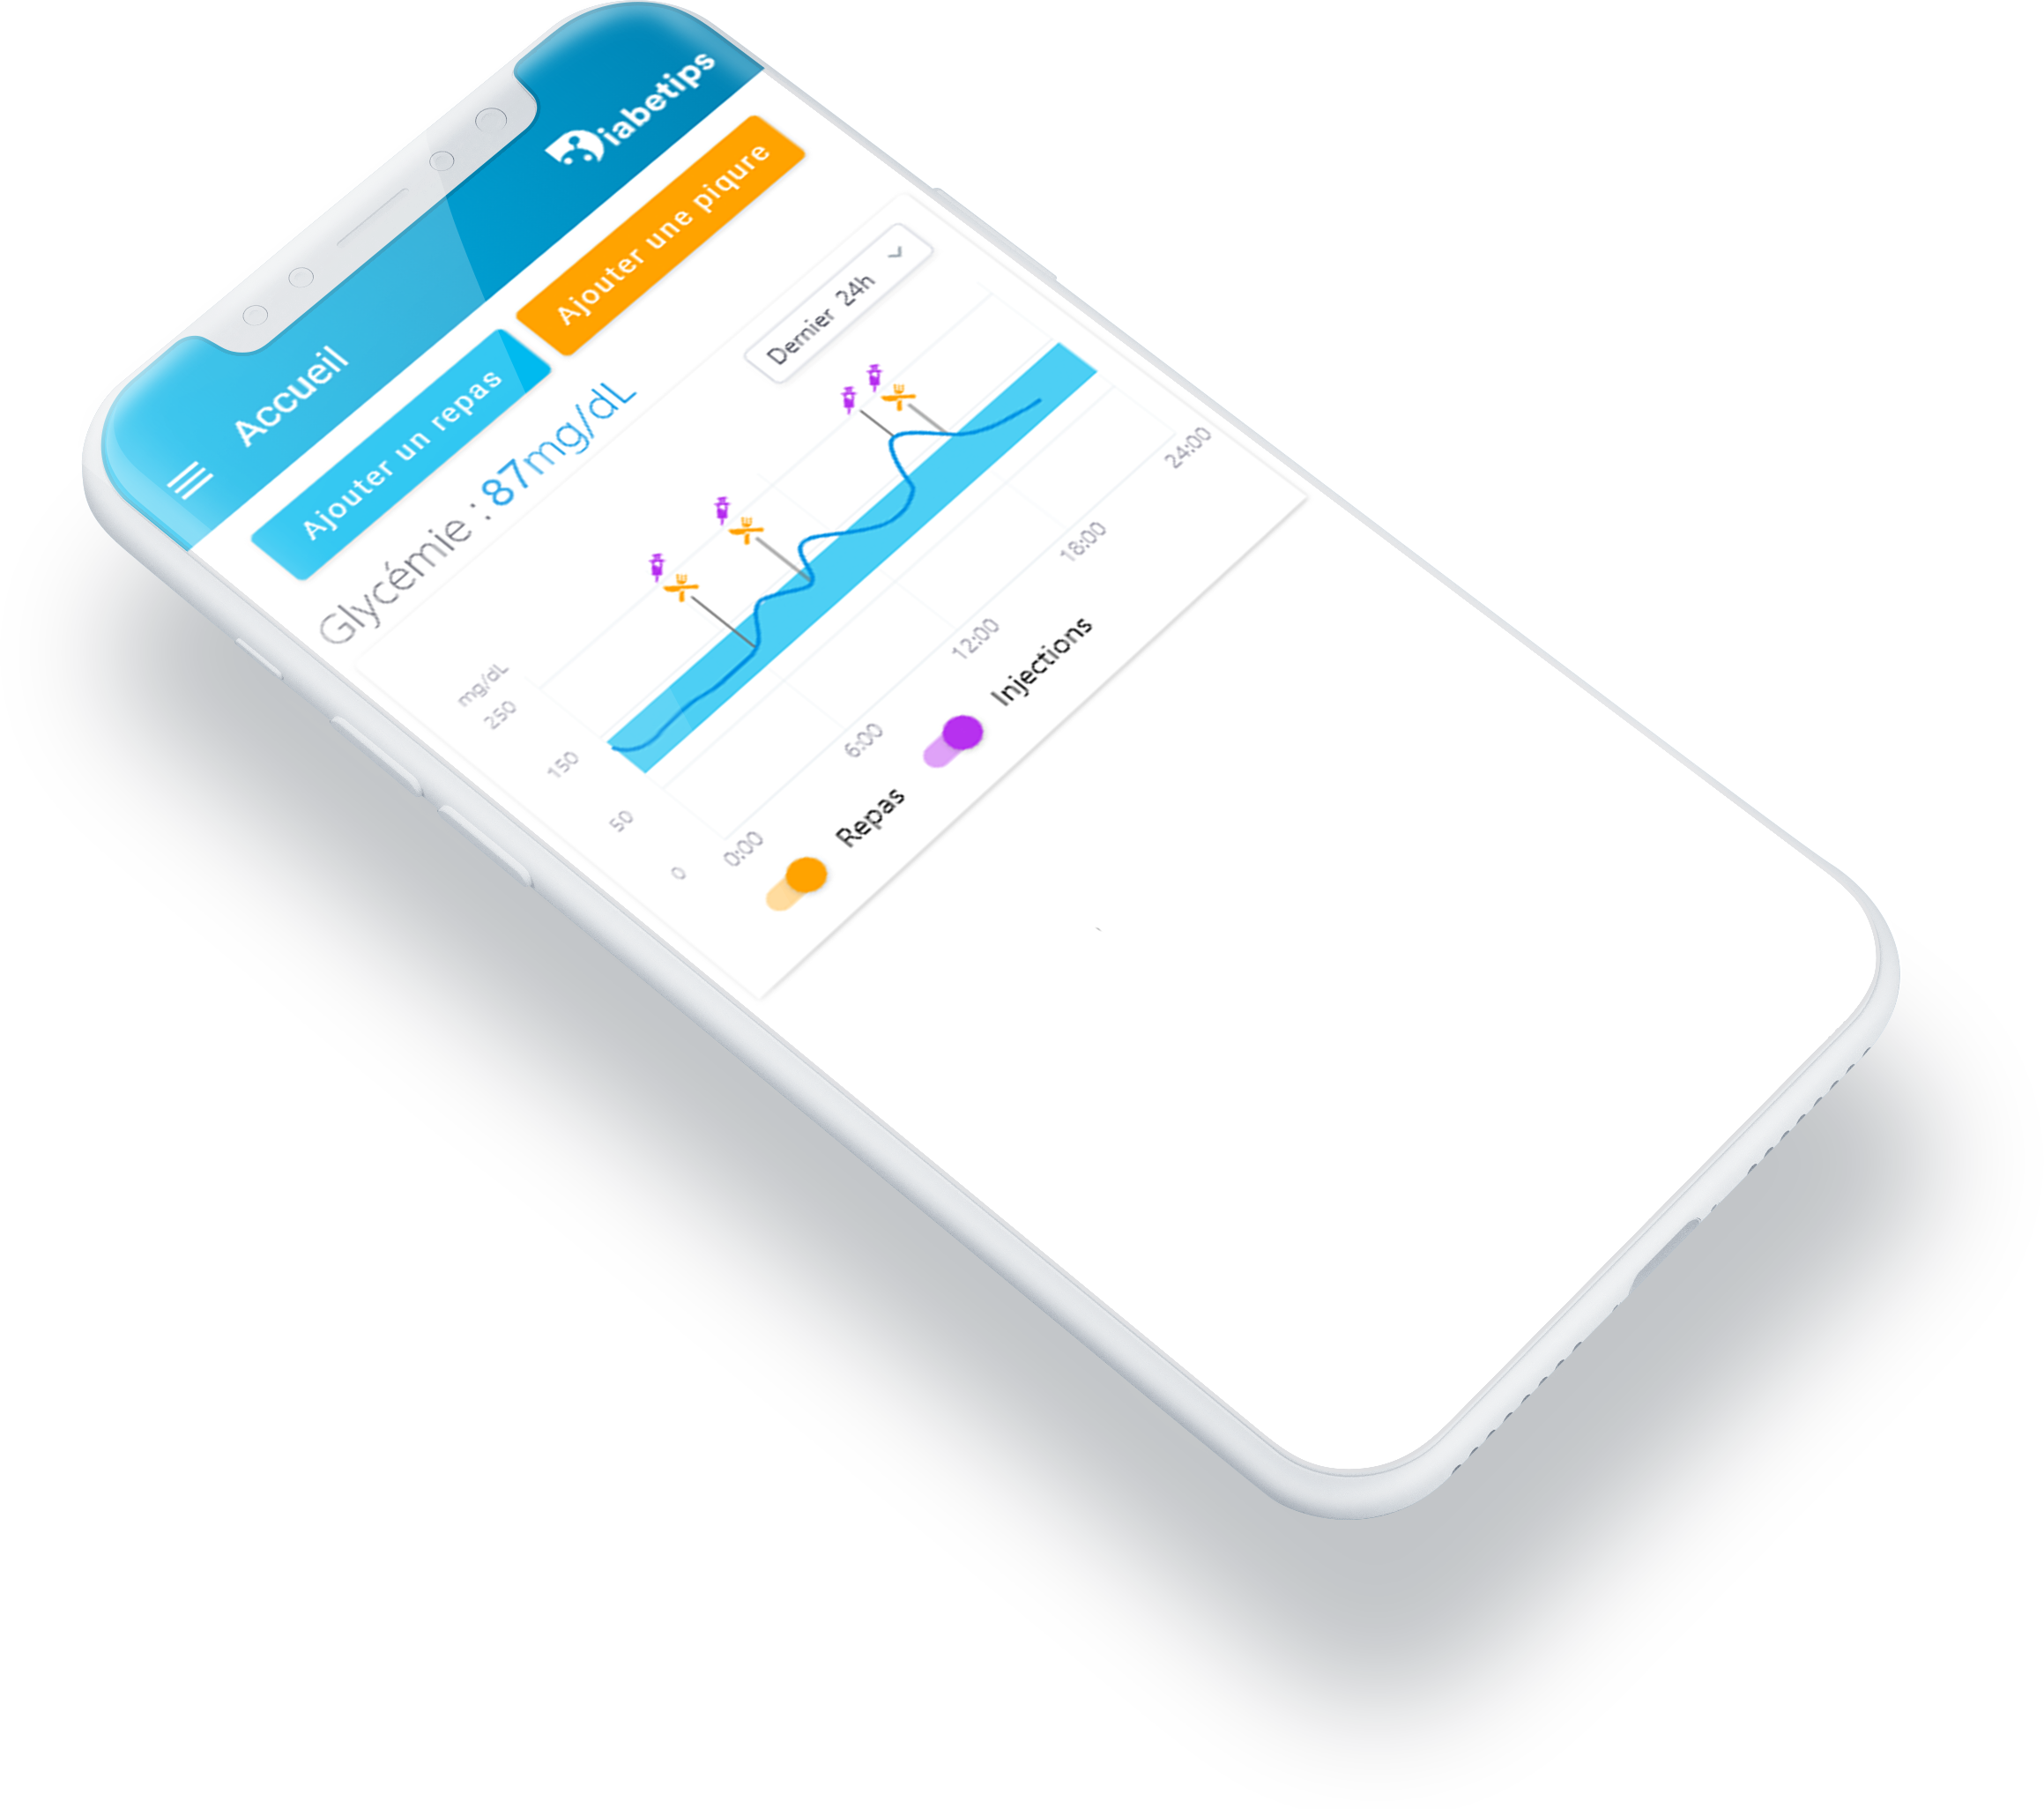 Accueil
Diabetips
Ajouter un repas
Ajouter une piqure
Glycémie : 87mg/dL
Dernier 24h
mg/dL
250
150
50
0
0:00
6:00
12:00
18:00
24:00
Repas
Injections